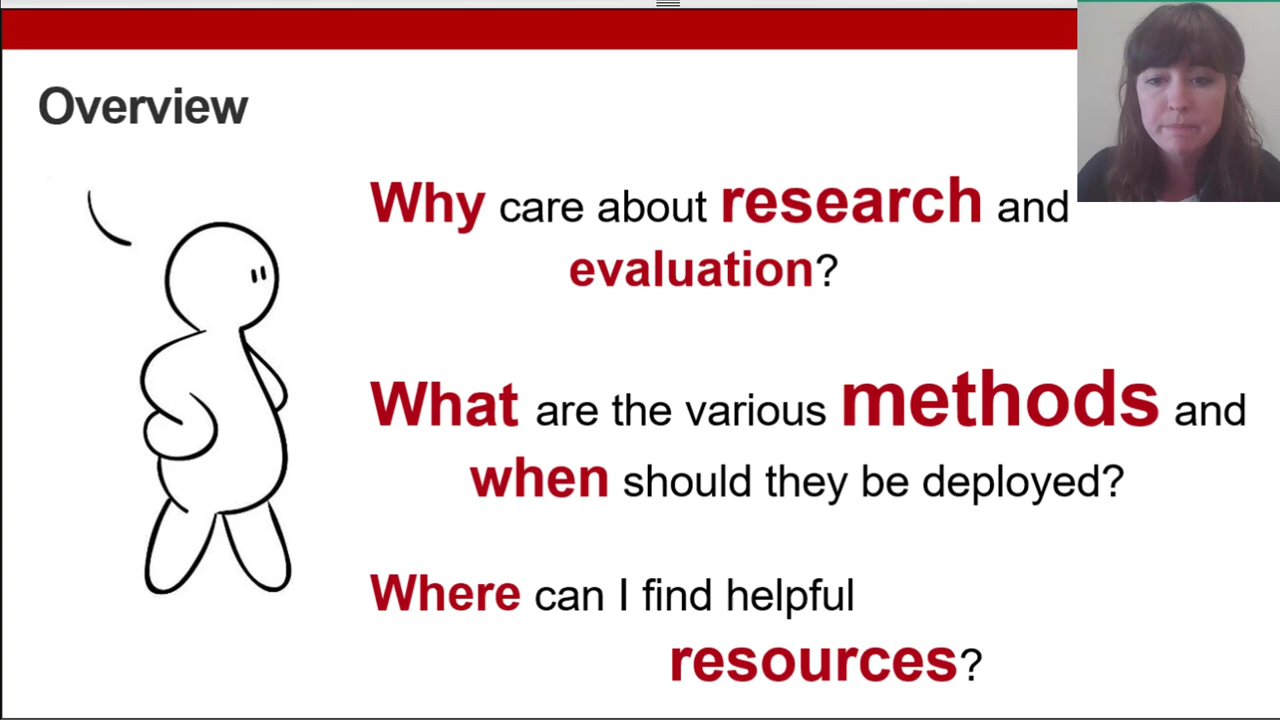 Overview
Why care about research and
evaluation?
What are the various methods and
when should they be deployed?
Where can I find helpful
resources?